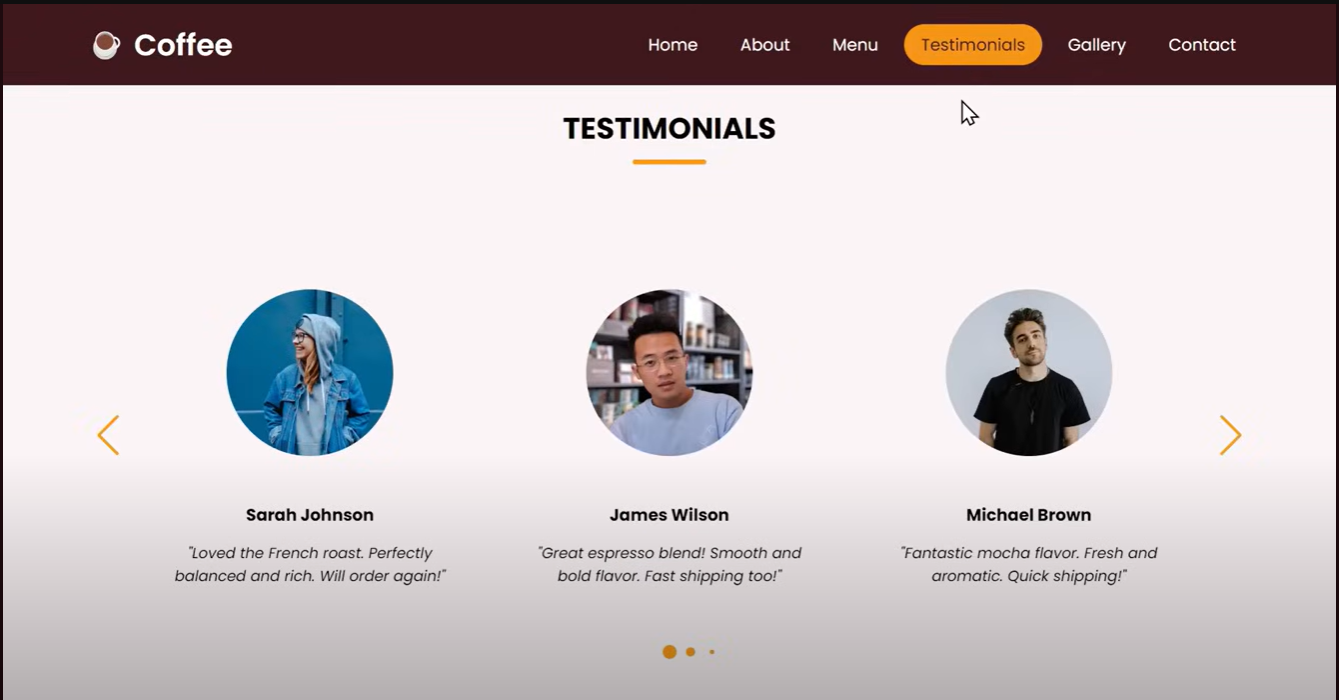 Coffee
Home About Menu Testimonials Gallery Contact
TESTIMONIALS
Sarah Johnson
"Loved the French roast. Perfectly
balanced and rich. Will order again!"
James Wilson
"Great espresso blend! Smooth and
bold flavor. Fast shipping too!"
Michael Brown
"Fantastic mocha flavor. Fresh and
aromatic. Quick shipping!"